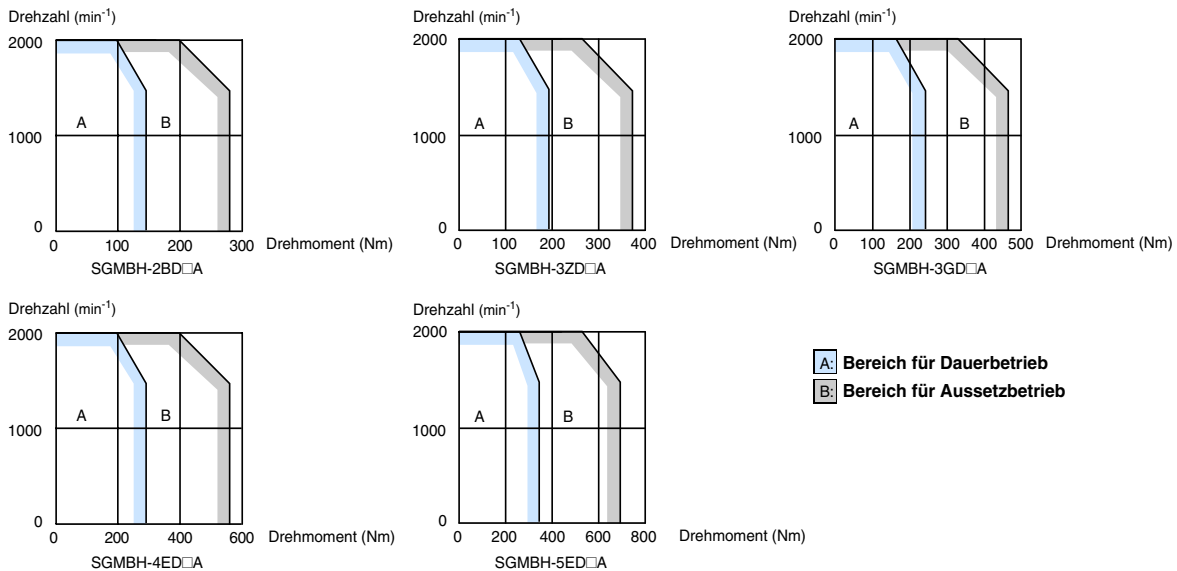 Drehzahl (min-1)
2000
1000
0
A
B
0 100 200 300
Drehmoment (Nm)
SGMBH-2BD□A
Drehzahl (min-1)
2000
1000
0
A
B
0 100 200 300 400
Drehmoment (Nm)
SGMBH-3ZD□A
Drehzahl (min-1)
2000
1000
0
A
B
0 100 200 300 400 500
Drehmoment (Nm)
SGMBH-3GD□A
Drehzahl (min-1)
2000
1000
0
A
B
0 200 400 600
Drehmoment (Nm)
SGMBH-4ED□A
Drehzahl (min-1)
2000
1000
0
A
B
0 200 400 600 800
Drehmoment (Nm)
SGMBH-5ED□A
A: Bereich für Dauerbetrieb
B: Bereich für Aussetzbetrieb